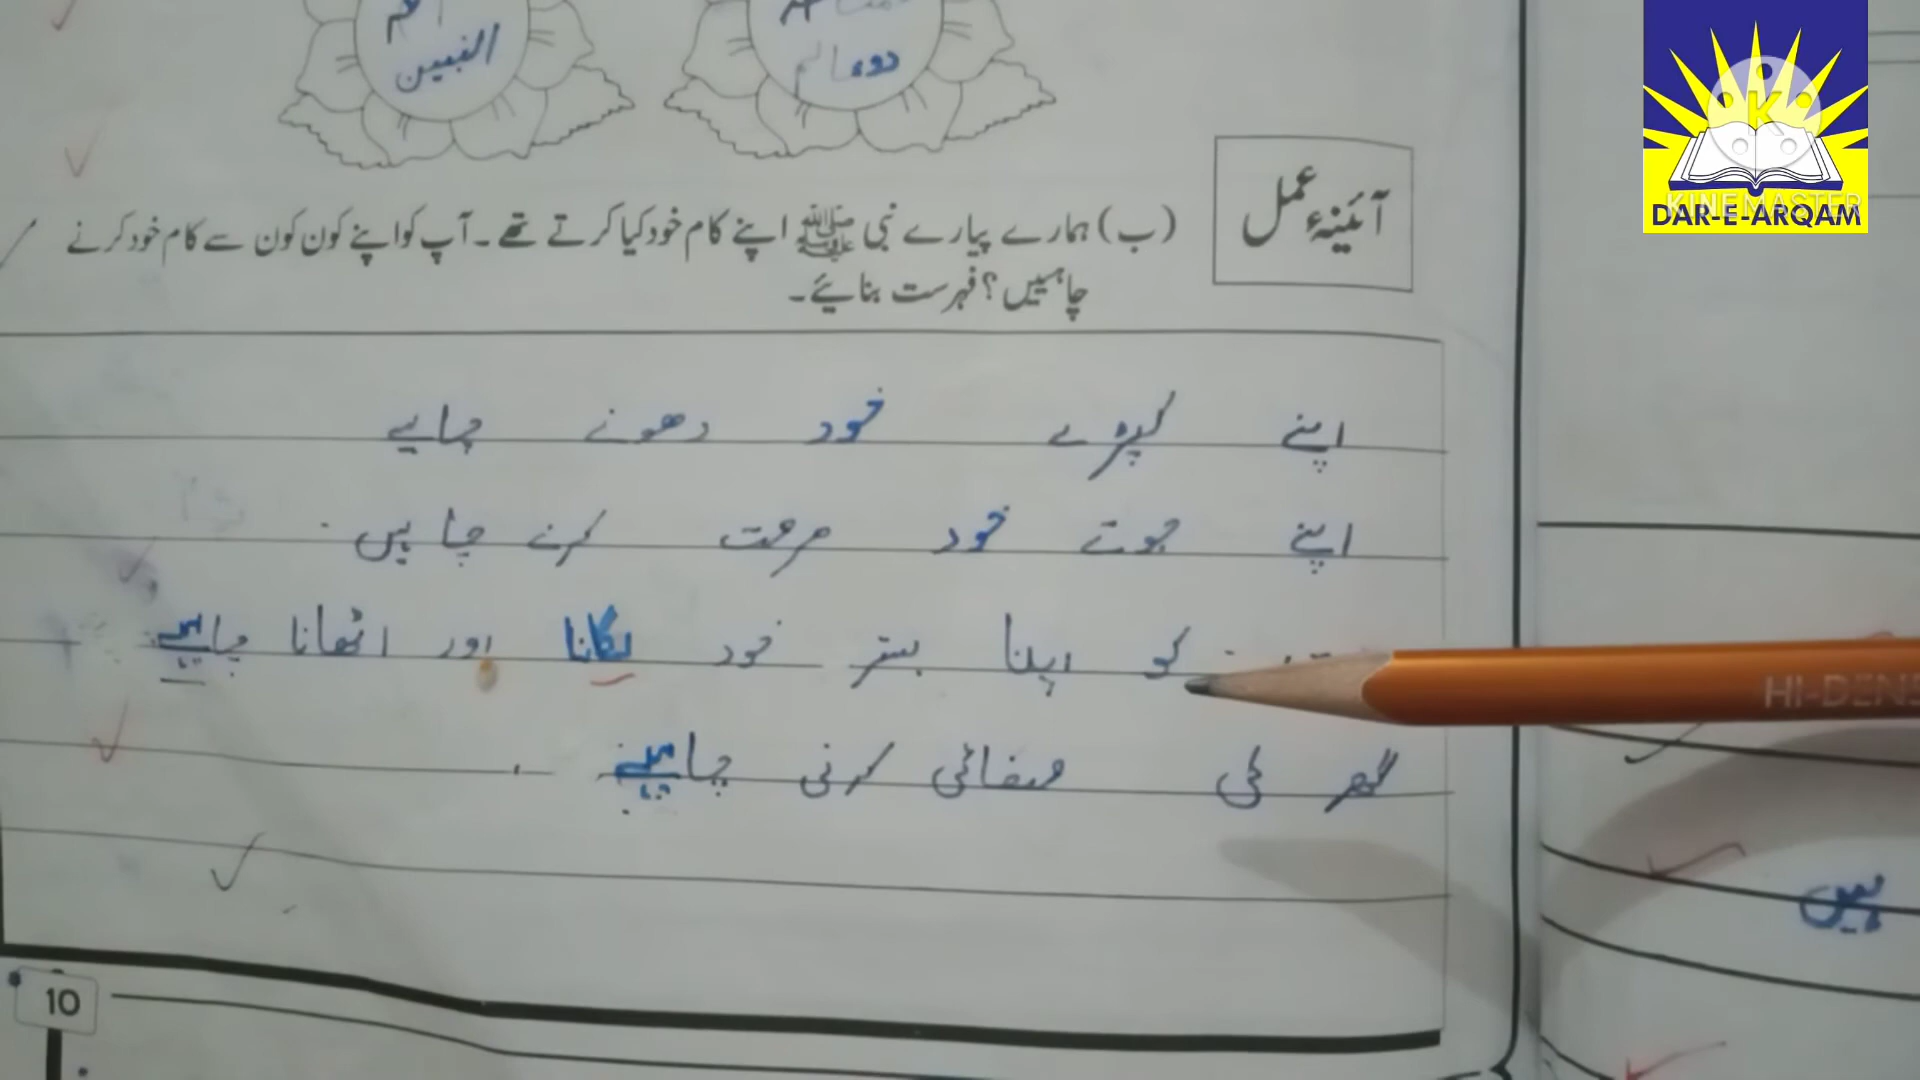 النبیین
دوعالم
آئینۂ عمل
(ب) ہمارے پیارے نبی ﷺ اپنے کام خود کیا کرتے تھے۔ آپ کو اپنے کون کون سے کام خود کرنے
چاہییں؟ فہرست بنائیے۔
اپنے کپڑے خود دھونے چاہیے
اپنے جوتے خود مرمت کرنے چاہیں
کو اپنا بستر خود لگانا اور اٹھانا چاہیے
گھر کی صفائی کرنی چاہیے
ہیں
10
KINEMASTER
DAR-E-ARQAM
HI-DENS